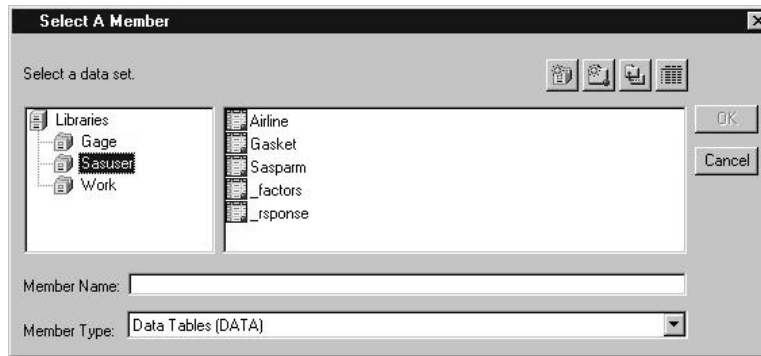 Select A Member
Select a data set.
Libraries
Gage
Sasuser
Work
Airline
Gasket
Sasparm
_factors
_rsponse
OK
Cancel
Member Name:
Member Type: Data Tables (DATA)